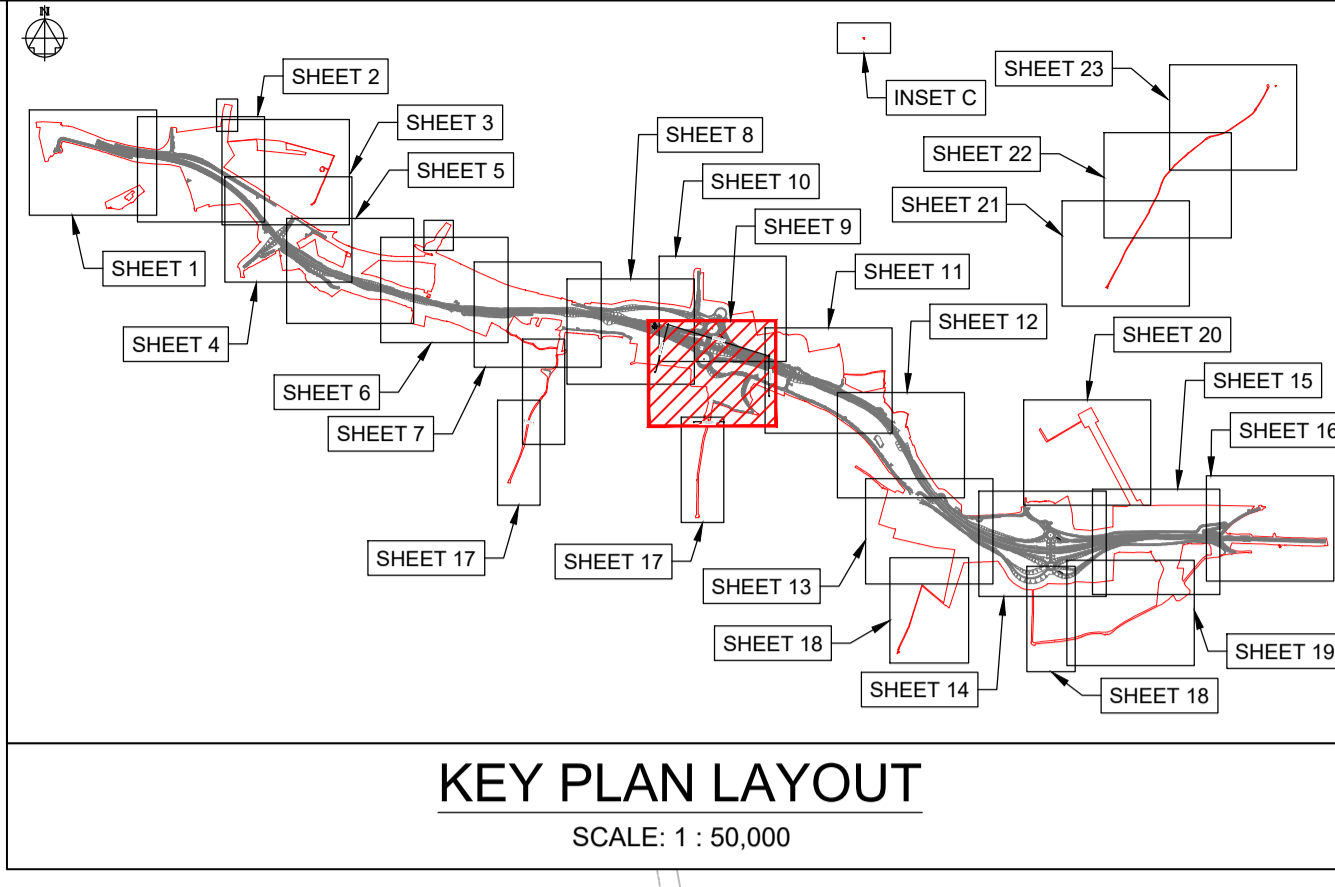 N
SHEET 2
SHEET 3
SHEET 5
SHEET 1
SHEET 4
SHEET 6
SHEET 7
SHEET 17
SHEET 8
SHEET 10
SHEET 9
SHEET 11
SHEET 12
SHEET 17
SHEET 13
SHEET 18
SHEET 14
INSET C
SHEET 23
SHEET 22
SHEET 21
SHEET 20
SHEET 15
SHEET 16
SHEET 19
SHEET 18
KEY PLAN LAYOUT
SCALE: 1 : 50,000